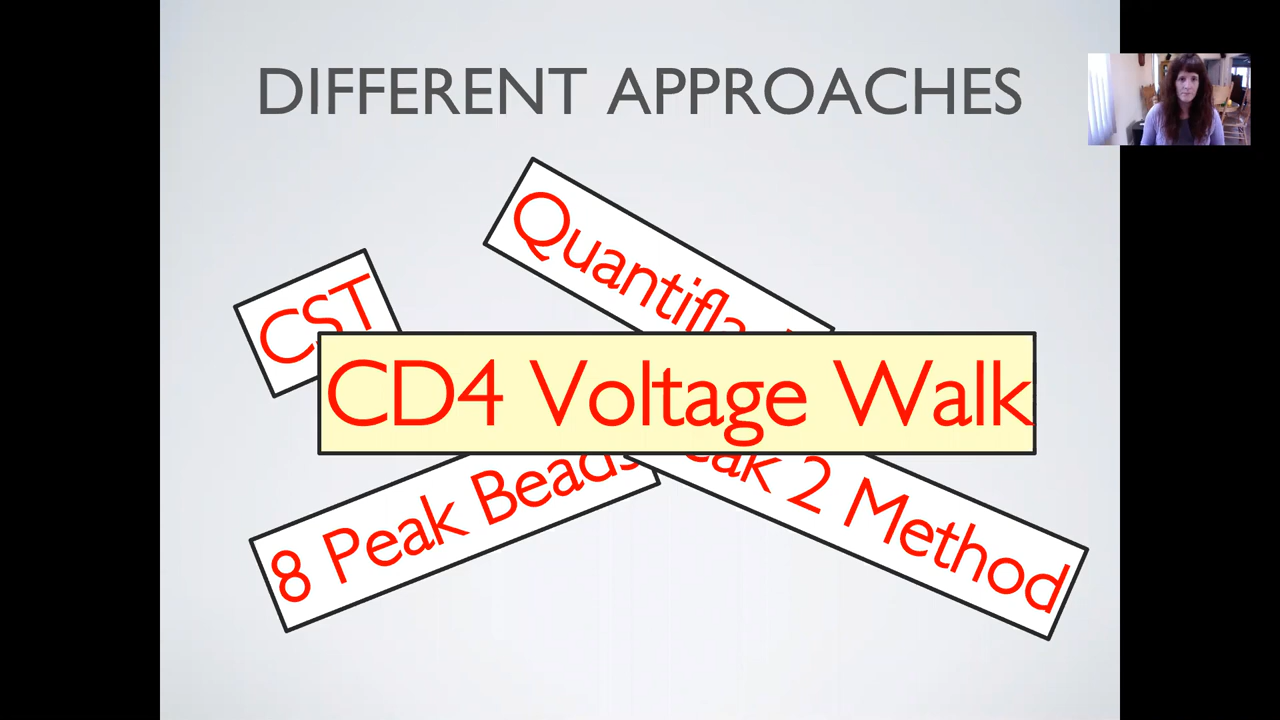 DIFFERENT APPROACHES
CST
CD4 Voltage Walk
8 Peak Beads
2 Method